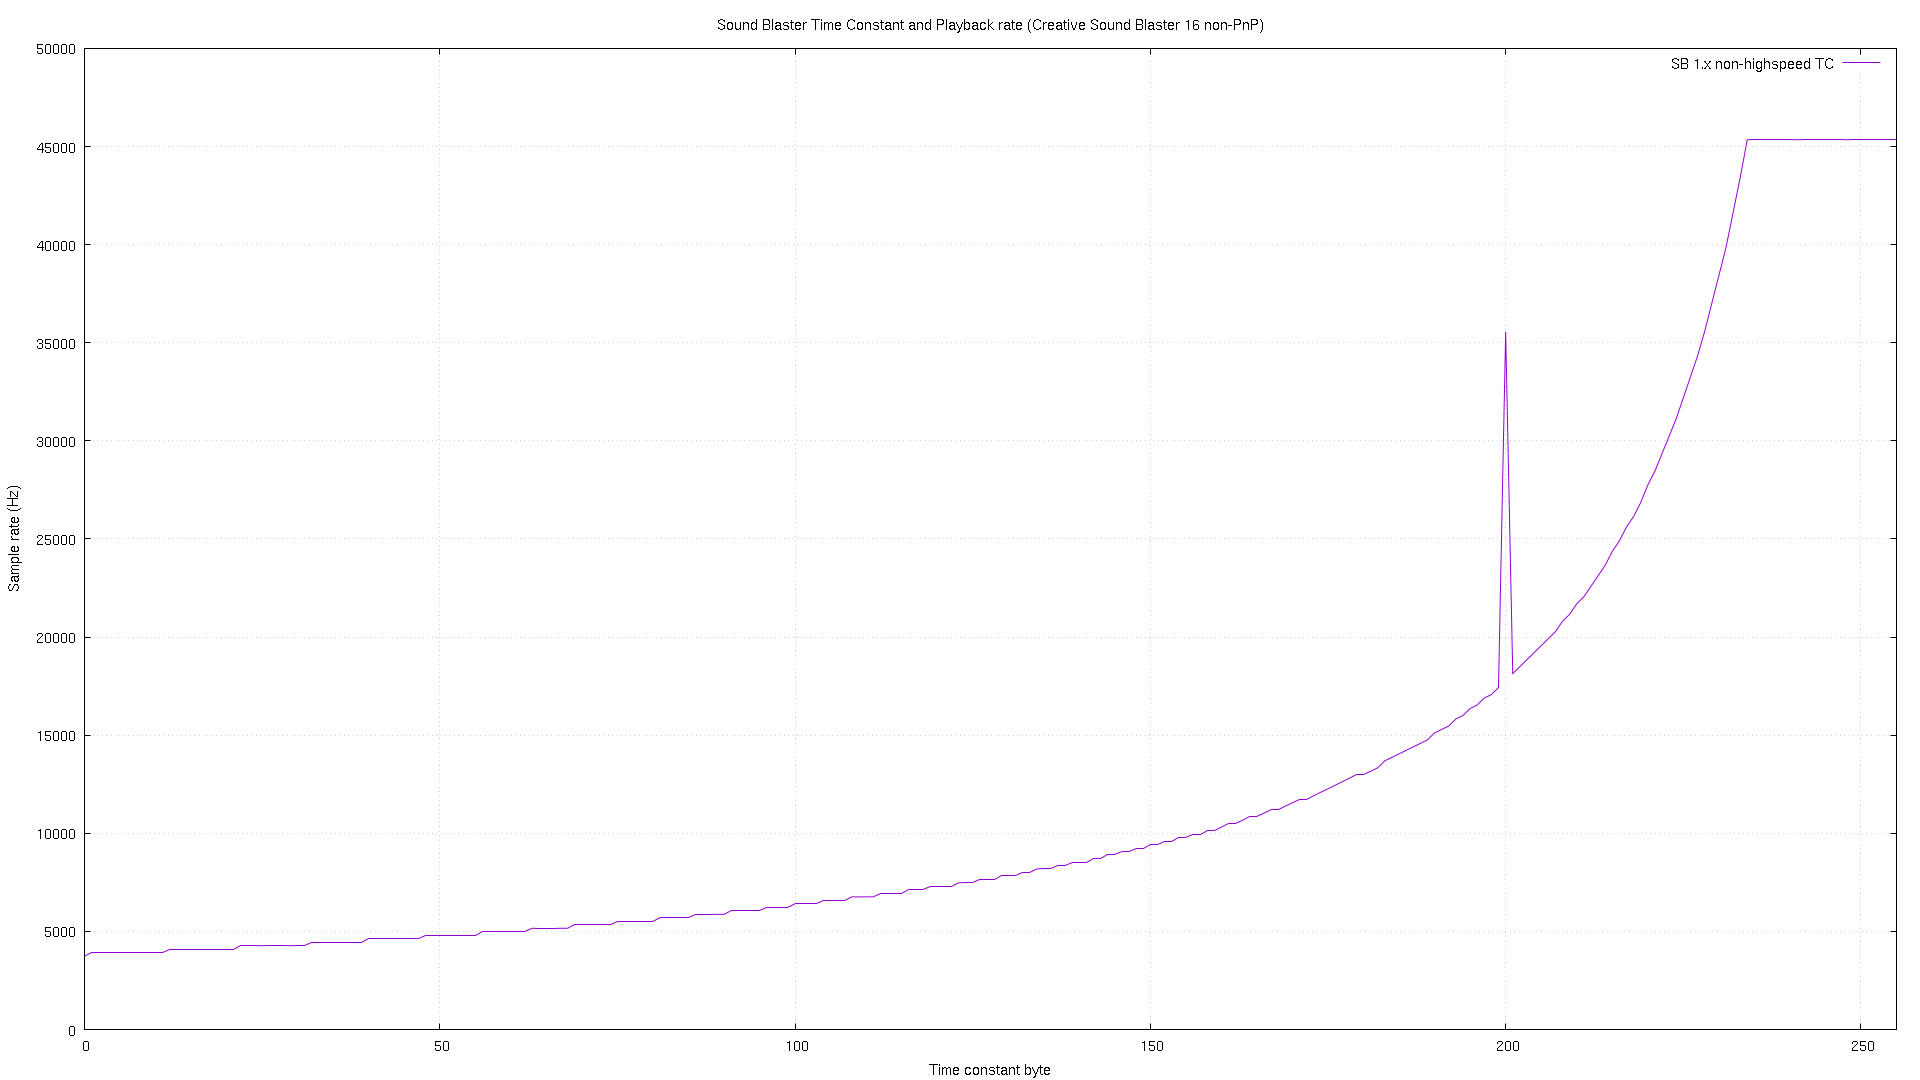 Sound Blaster Time Constant and Playback rate (Creative Sound Blaster 16 non-PnP)
SB 1.x non-highspeed TC
50000
45000
40000
35000
30000
25000
20000
15000
10000
5000
0
Sample rate (Hz)
0 50 100 150 200 250
Time constant byte